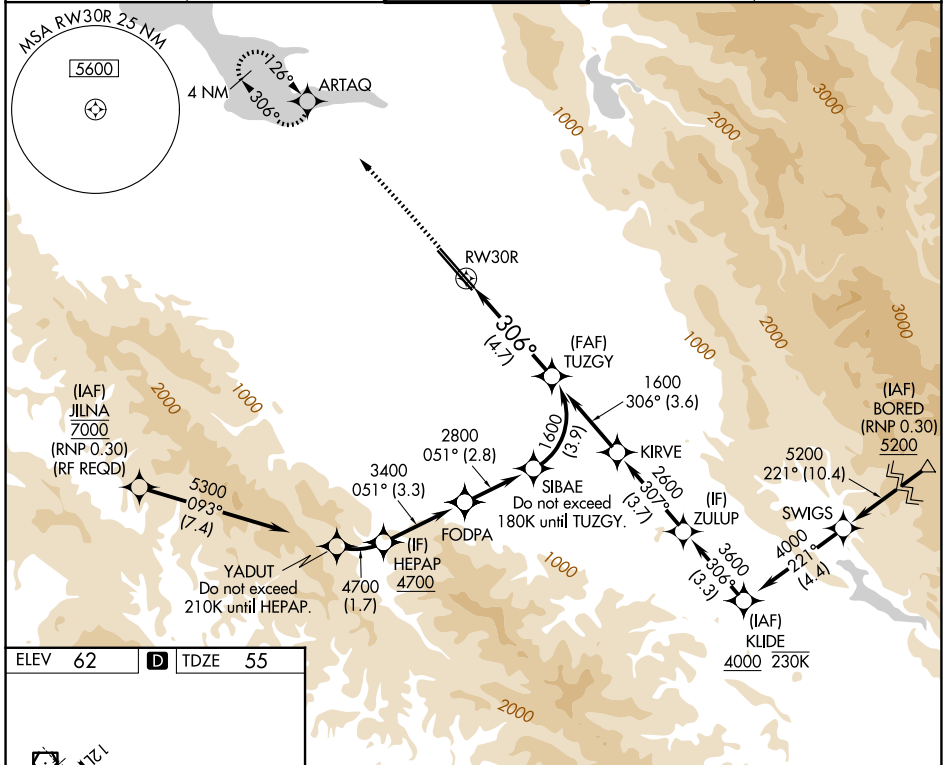 MSA RW30R 25 NM
5600
126°
ARTAQ
4 NM
306°
1000
2000
3000
RW30R
306°
(4.7)
(FAF)
TUZGY
1600
306° (3.6)
1000
2000
3000
(IAF)
BORED
(RNP 0.30)
5200
5200
221° (10.4)
(IAF)
JILNA
7000
(RNP 0.30)
(RF REQD)
2000
1000
5300
093°
(7.4)
2800
051° (2.8)
3400
051° (3.3)
1600
(3.9)
KIRVE
SIBAE
Do not exceed
180K until TUZGY.
FODPA
2600
307°
(3.7)
(IF)
ZULUP
SWIGS
4000
221°
(4.4)
3600
306°
(3.3)
(IF)
HEPAP
4700
YADUT
Do not exceed
210K until HEPAP.
4700
(1.7)
1000
(IAF)
KLIDE
4000 230K
2000
ELEV 62 D TDZE 55